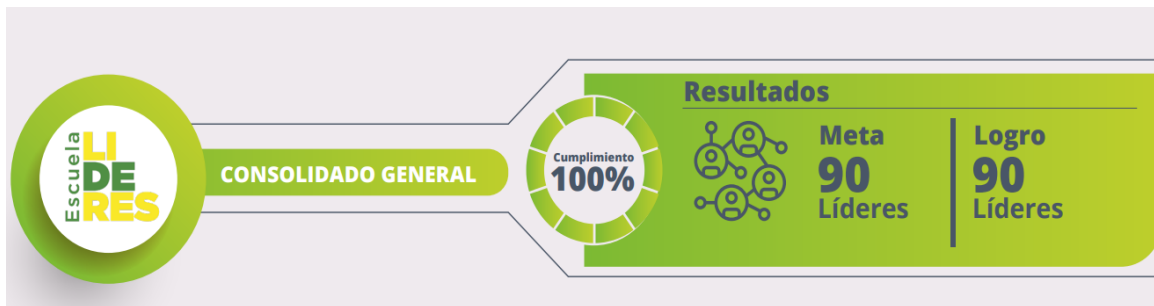 Escuela
LI
DE
RES
CONSOLIDADO GENERAL
Cumplimiento
100%
Resultados
Meta
90
Líderes
Logro
90
Líderes